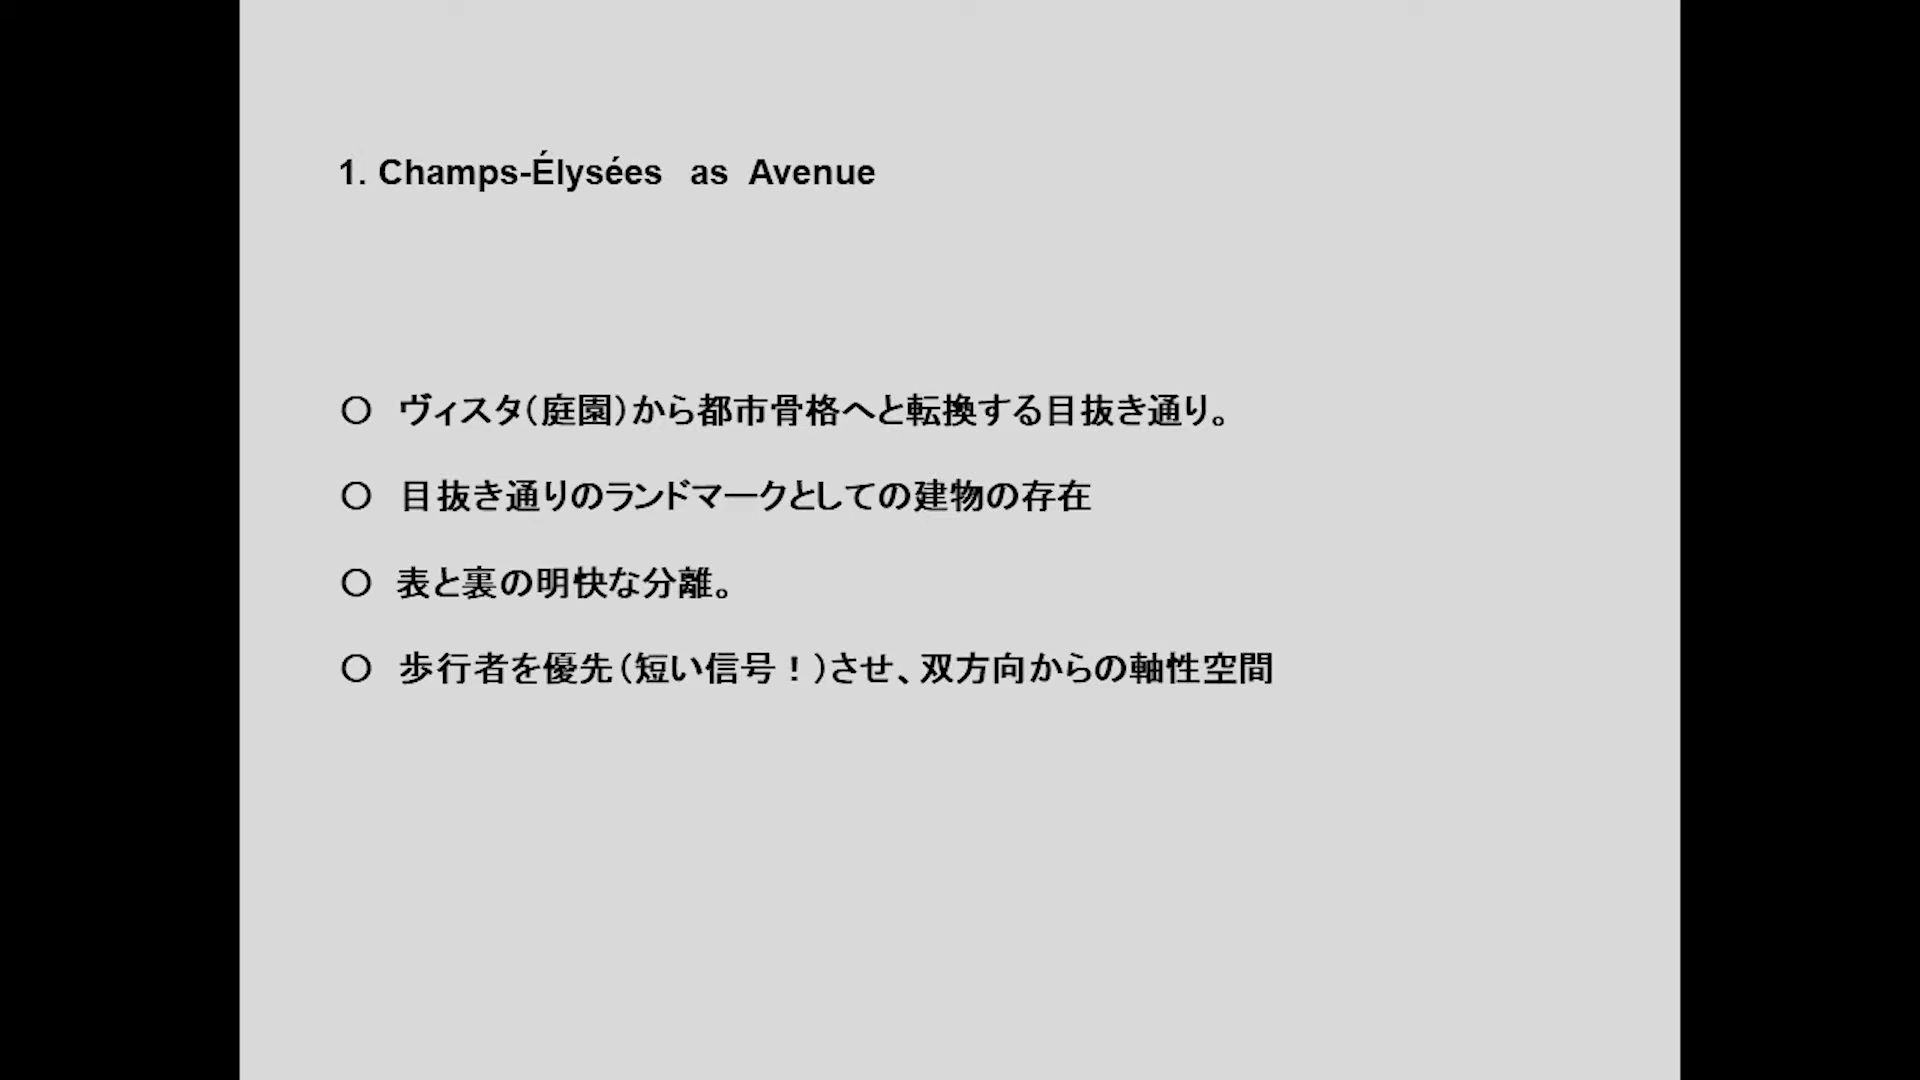 1. Champs-Élysées as Avenue
〇 ヴィスタ（庭園）から都市骨格へと転換する目抜き通り。
〇 目抜き通りのランドマークとしての建物の存在
〇 表と裏の明快な分離。
〇 歩行者を優先（短い信号！）させ、双方向からの軸性空間